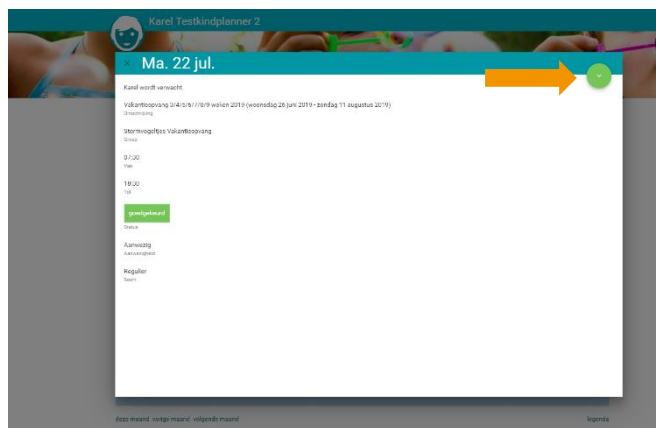 Karel Testkindplanner 2
× Ma. 22 jul.
Karel wordt verwacht
Vakantieopvang 3/4/5/6/7/8/9 weken 2019 (woensdag 26 juni 2019 - zondag 11 augustus 2019)
Omschrijving
Stormvogeltjes Vakantieopvang
Groep
07:30
Van
18:30
Tot
goedgekeurd
Status
Aanwezig
Aanwezigheid
Regulier
Soort
deze maand vorige maand volgende maand
legenda